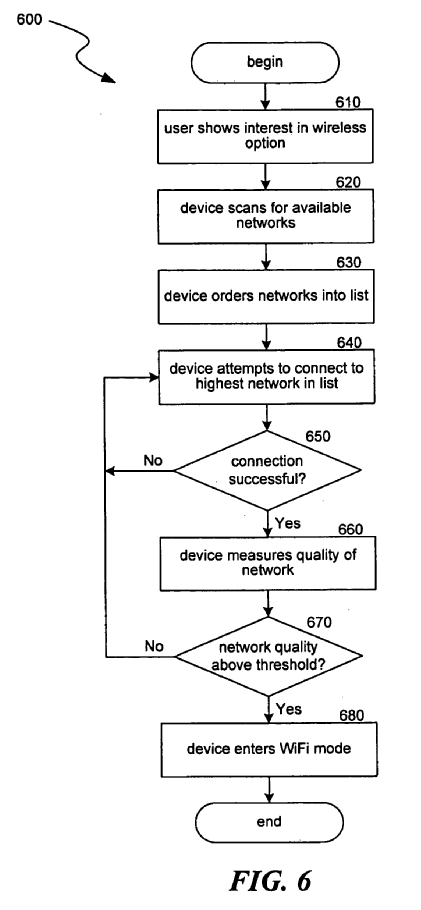 600
begin
610
user shows interest in wireless
option
620
device scans for available
networks
630
device orders networks into list
640
device attempts to connect to
highest network in list
650
connection
successful?
No
Yes
660
device measures quality of
network
670
network quality
above threshold?
No
Yes
680
device enters WiFi mode
end
FIG. 6